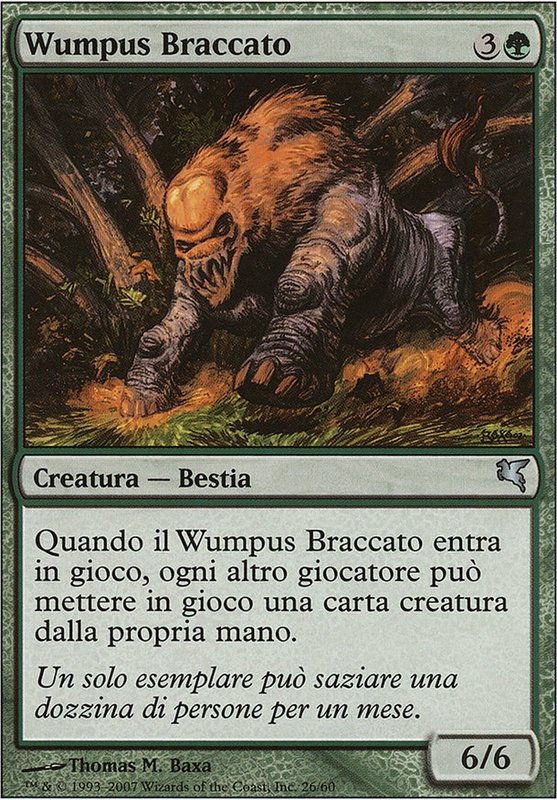 Wumpus Braccato
3
Creatura — Bestia
Quando il Wumpus Braccato entra
in gioco, ogni altro giocatore può
mettere in gioco una carta creatura
dalla propria mano.
Un solo esemplare può saziare una
dozzina di persone per un mese.
Thomas M. Baxa
6/6
™ & © 1993–2007 Wizards of the Coast, Inc. 26/60